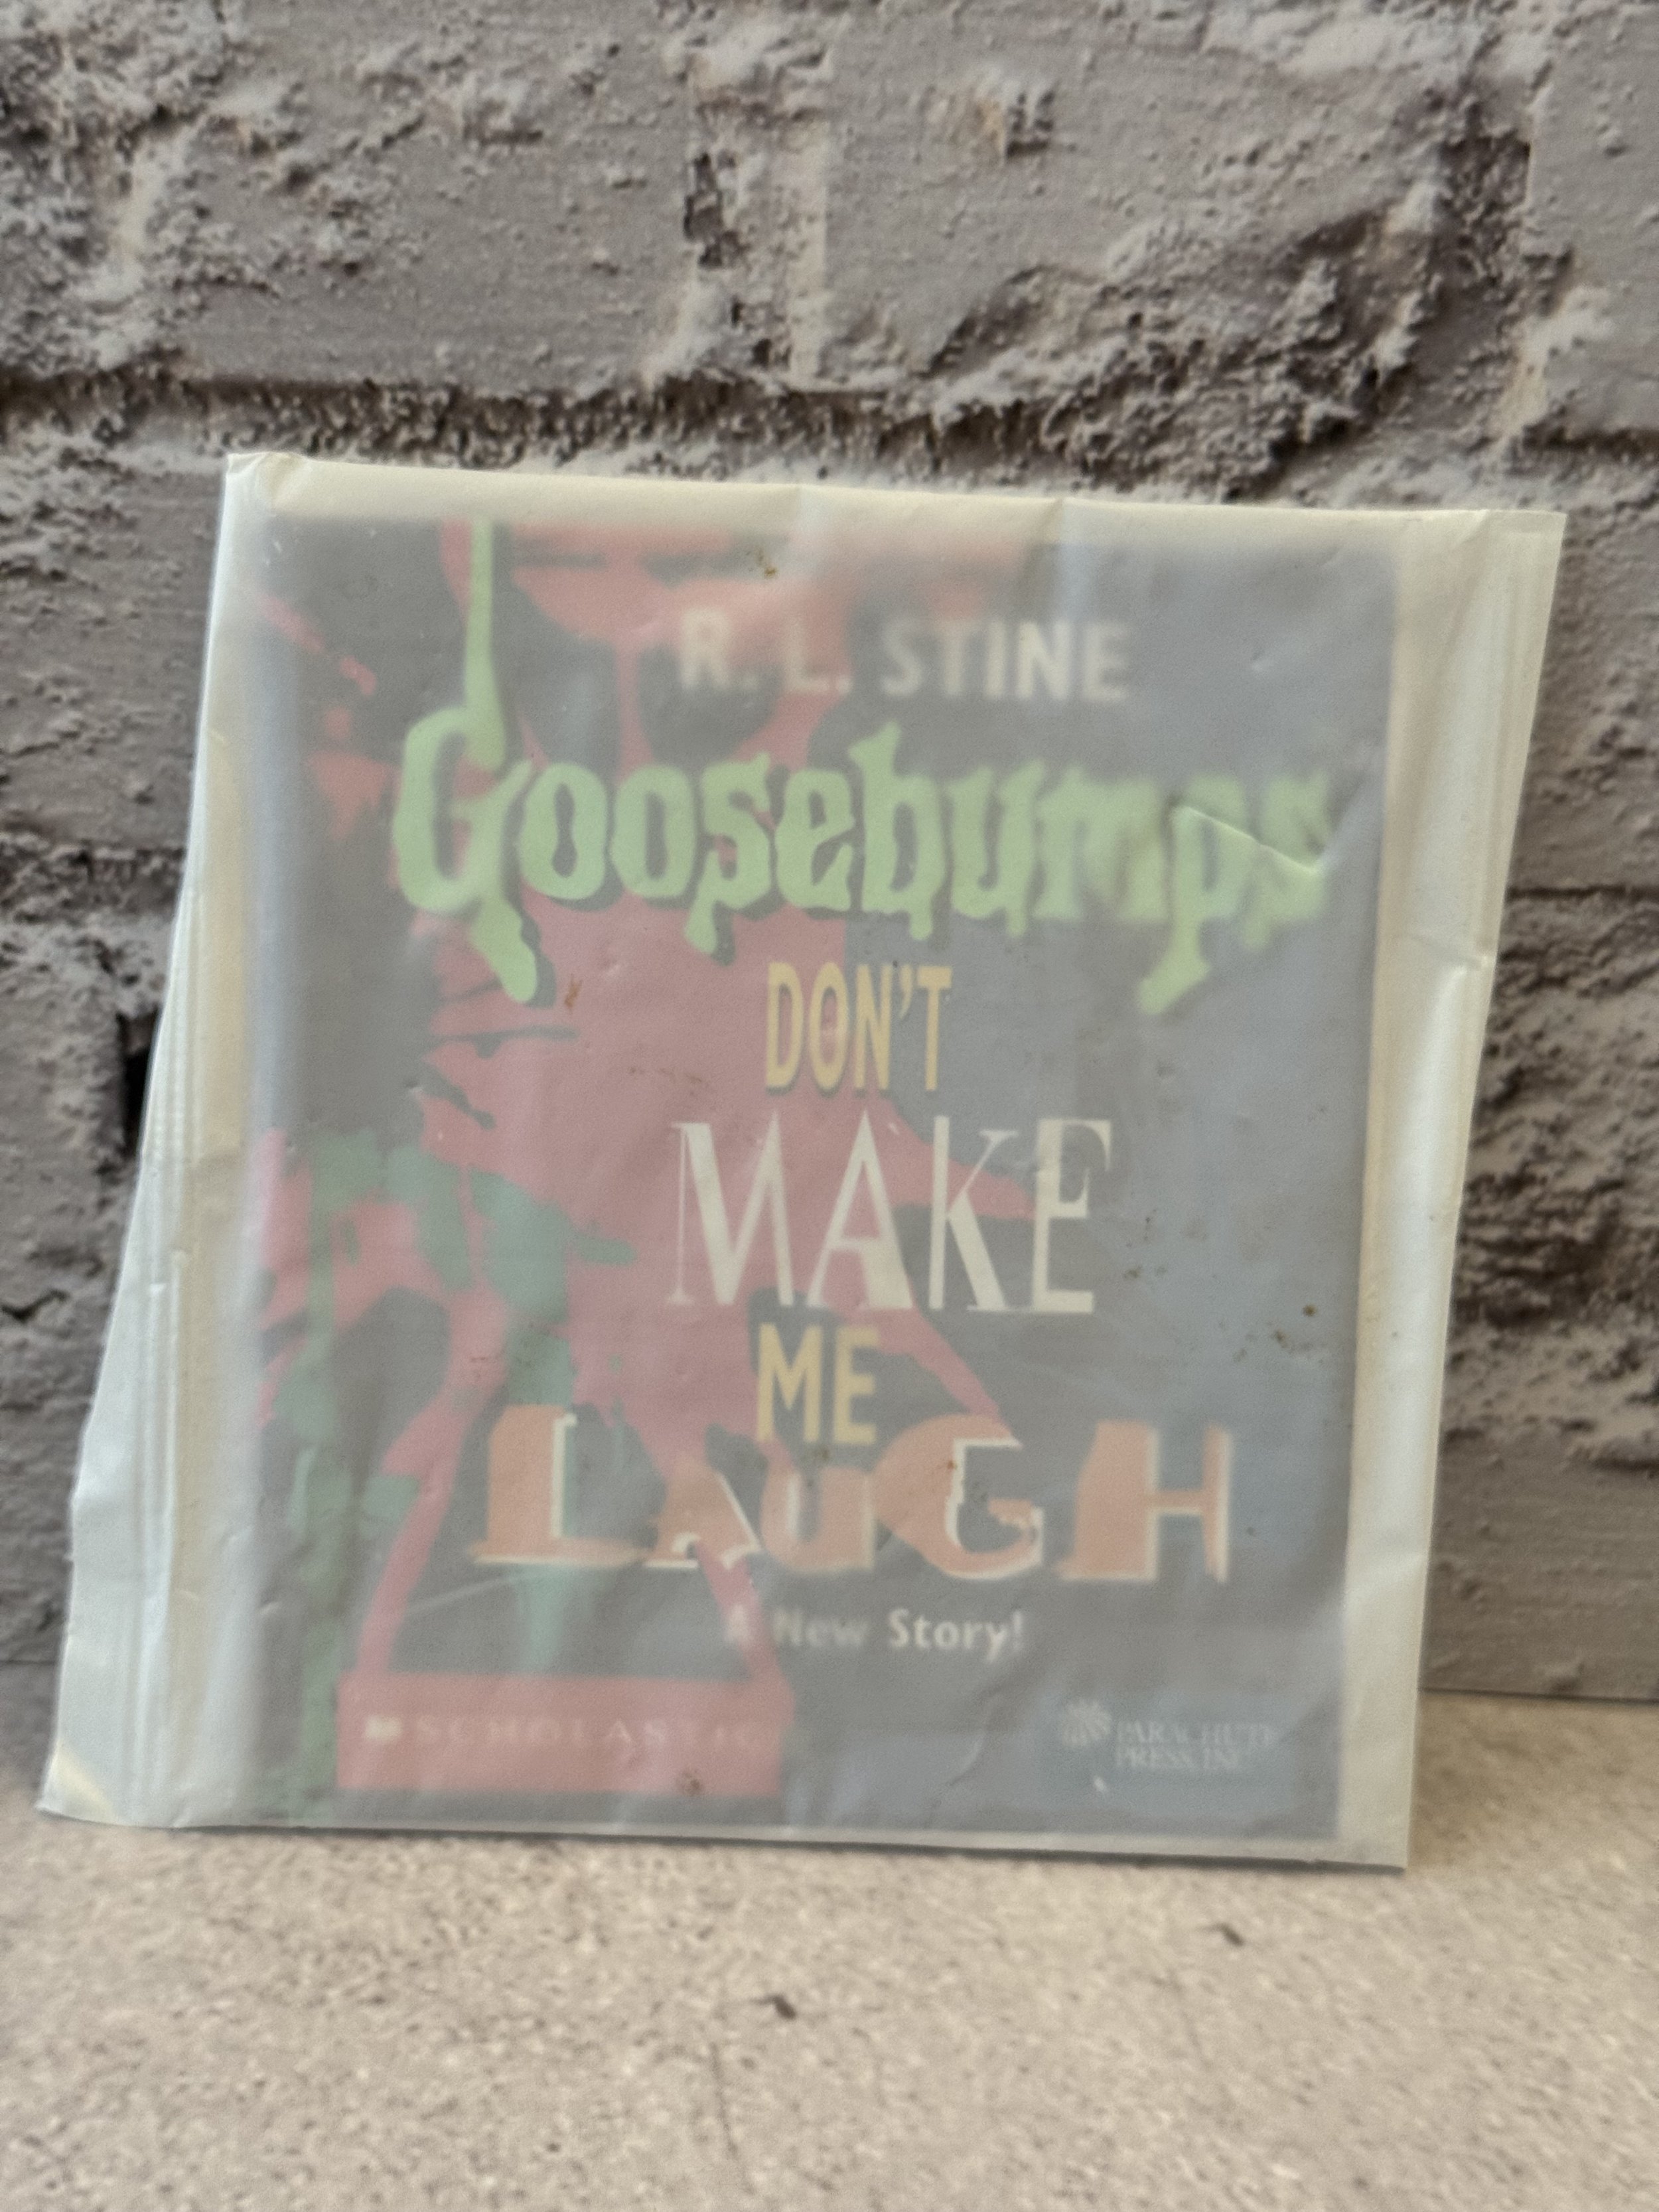 R. L. STINE
Goosebumps
DON'T
MAKE
ME
LAUGH
A New Story!
SCHOLASTIC
PARACHUTE
PRESS, INC.